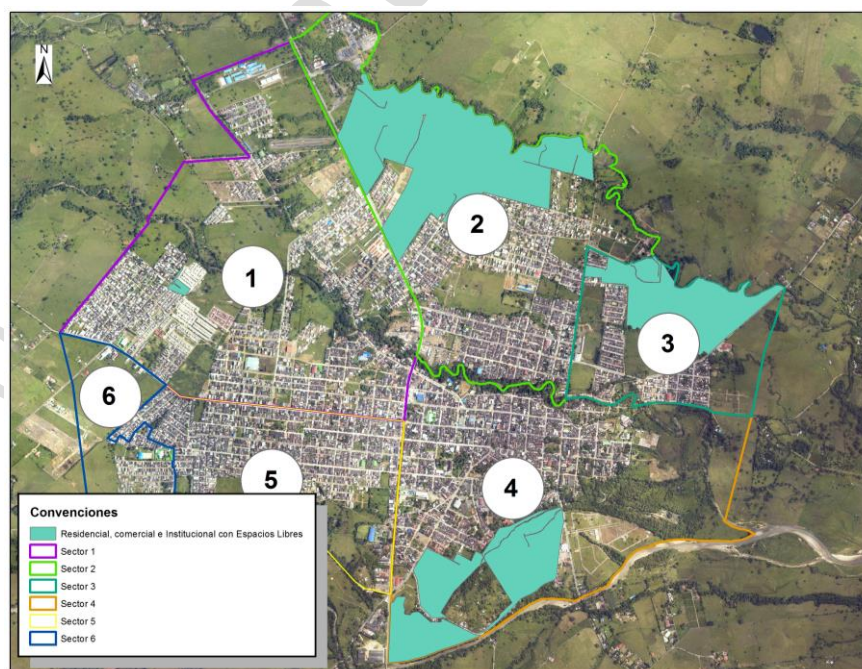 N
2
1
3
6
5
4
Convenciones
Residencial, comercial e Institucional con Espacios Libres
Sector 1
Sector 2
Sector 3
Sector 4
Sector 5
Sector 6